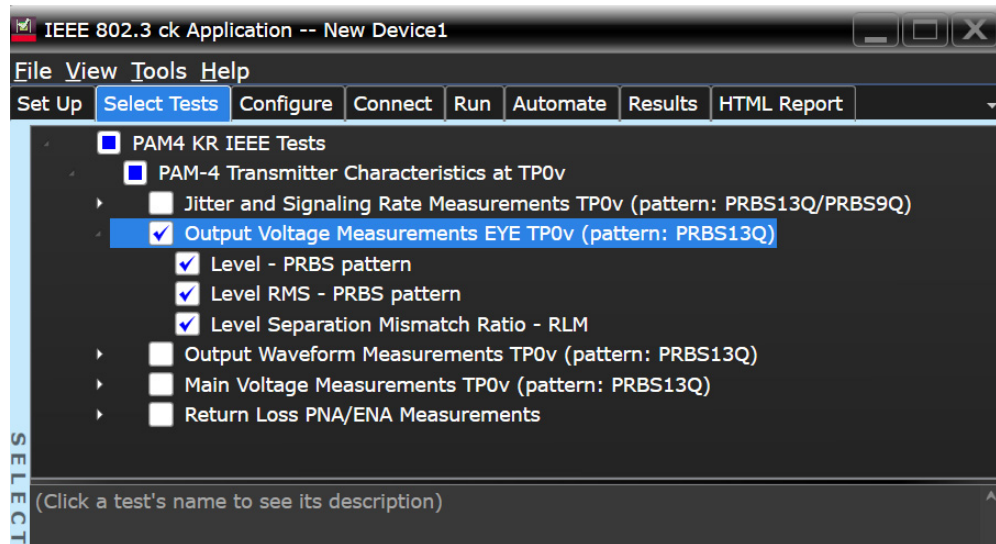 IEEE 802.3 ck Application -- New Device1
File View Tools Help
Set Up Select Tests Configure Connect Run Automate Results HTML Report
PAM4 KR IEEE Tests
PAM-4 Transmitter Characteristics at TP0v
Jitter and Signaling Rate Measurements TP0v (pattern: PRBS13Q/PRBS9Q)
Output Voltage Measurements EYE TP0v (pattern: PRBS13Q)
Level - PRBS pattern
Level RMS - PRBS pattern
Level Separation Mismatch Ratio - RLM
Output Waveform Measurements TP0v (pattern: PRBS13Q)
Main Voltage Measurements TP0v (pattern: PRBS13Q)
Return Loss PNA/ENA Measurements
SELECT
(Click a test's name to see its description)